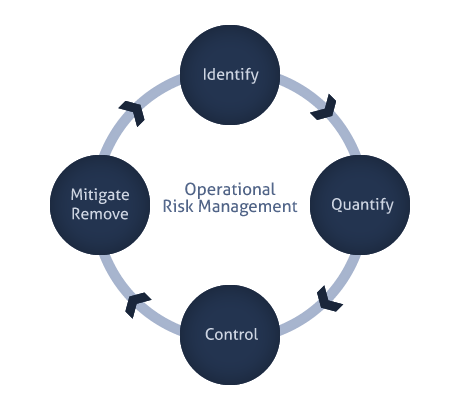 Identify
Mitigate
Remove
Operational
Risk Management
Quantify
Control